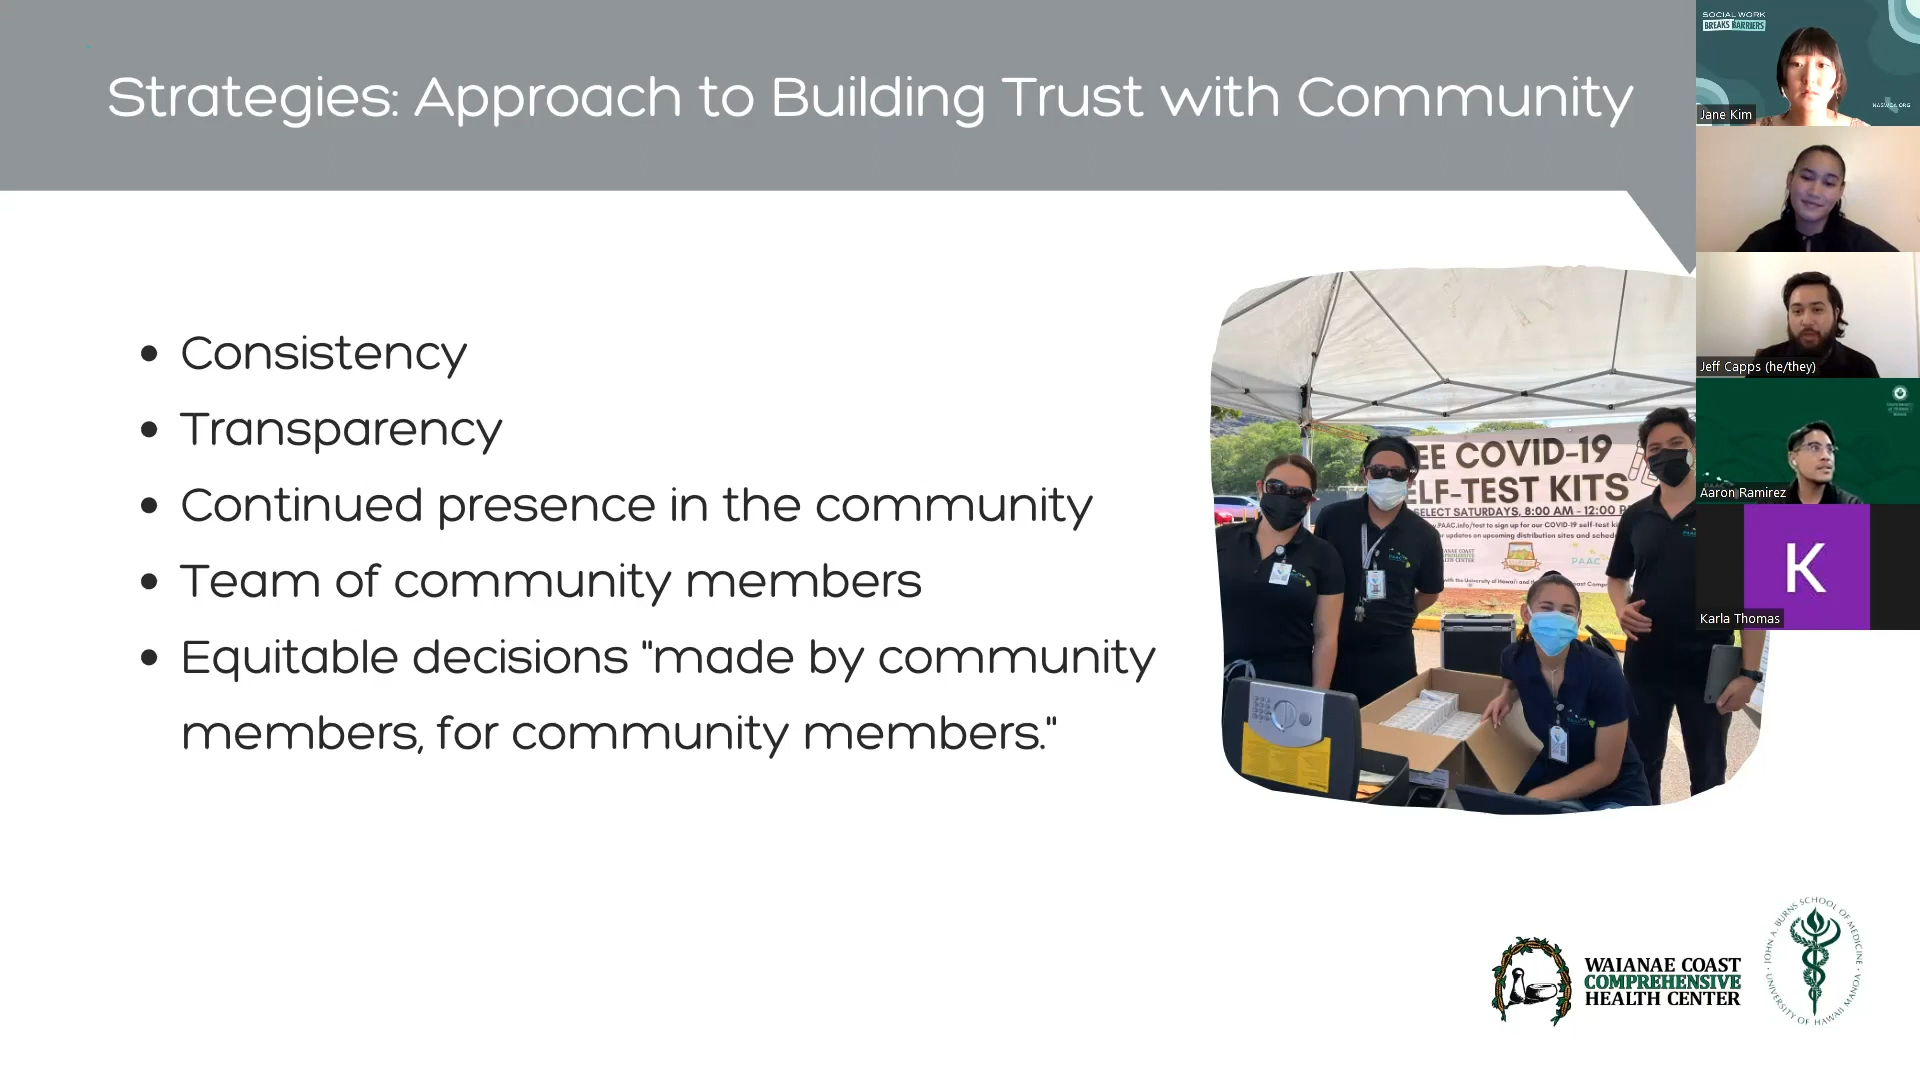 Strategies: Approach to Building Trust with Community
• Consistency
• Transparency
• Continued presence in the community
• Team of community members
• Equitable decisions "made by community
members, for community members."
EE COVID-19
ELF-TEST KITS
SELECT SATURDAYS, 8:00 AM - 12:00 P
PAAC
WAIANAE COAST
COMPREHENSIVE
HEALTH CENTER
JOHN A. BURNS SCHOOL OF MEDICINE
UNIVERSITY OF HAWAII MANOA
SOCIAL WORK
BREAKS BARRIERS
NASWCA.ORG
Jane Kim
Jeff Capps (he/they)
Aaron Ramirez
K
Karla Thomas